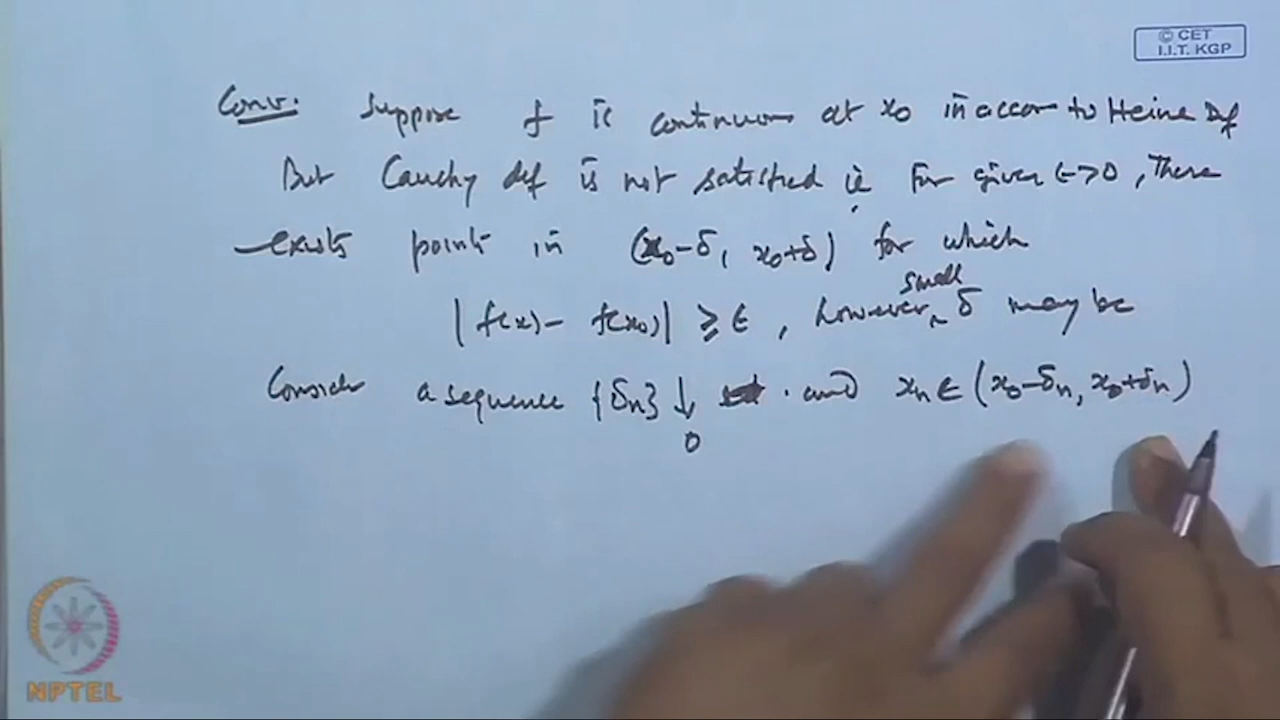 © CET
I.I.T. KGP
Conv. Suppose f is continuous at x₀ in accor to Heine Def
But Cauchy def is not satisfied ie For given ε>0, There
exists point in (x₀-δ, x₀+δ) for which
|f(x)- f(x₀)| ≥ ε, however small δ may be
Consider a sequence {δₙ} ↓ 0 . and xₙ ∈ (x₀-δₙ, x₀+δₙ)
NPTEL